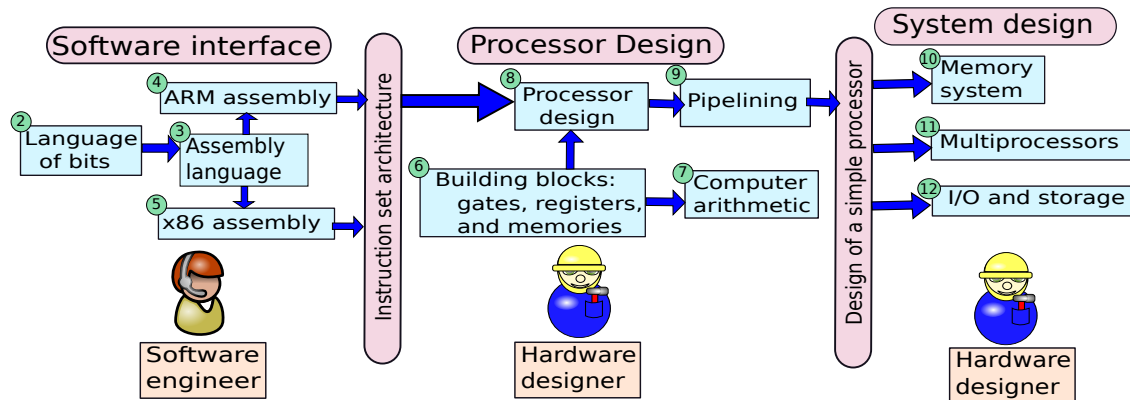 Software interface
Processor Design
System design
2
Language
of bits
3
Assembly
language
4
ARM assembly
5
x86 assembly
Software
engineer
Instruction set architecture
8
Processor
design
9
Pipelining
6
Building blocks:
gates, registers,
and memories
7
Computer
arithmetic
Hardware
designer
Design of a simple processor
10
Memory
system
11
Multiprocessors
12
I/O and storage
Hardware
designer